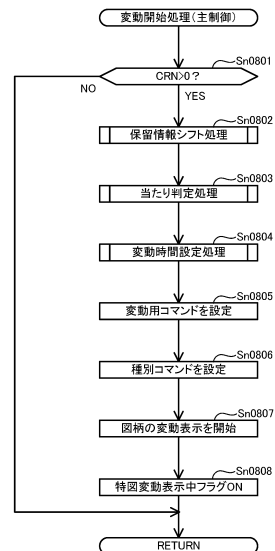 変動開始処理(主制御)
Sn0801
CRN>0?
NO
YES
Sn0802
保留情報シフト処理
Sn0803
当たり判定処理
Sn0804
変動時間設定処理
Sn0805
変動用コマンドを設定
Sn0806
種別コマンドを設定
Sn0807
図柄の変動表示を開始
Sn0808
特図変動表示中フラグON
RETURN